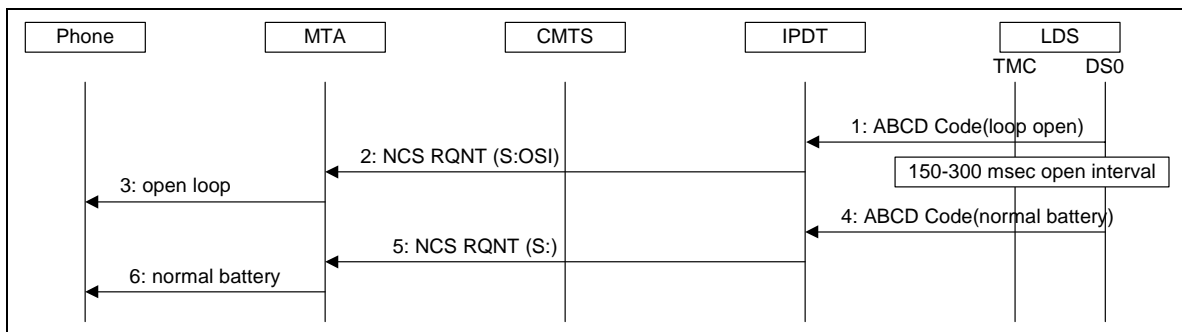 Phone MTA CMTS IPDT LDS
TMC DS0
1: ABCD Code(loop open)
2: NCS RQNT (S:OSI)
150-300 msec open interval
3: open loop
4: ABCD Code(normal battery)
5: NCS RQNT (S:)
6: normal battery